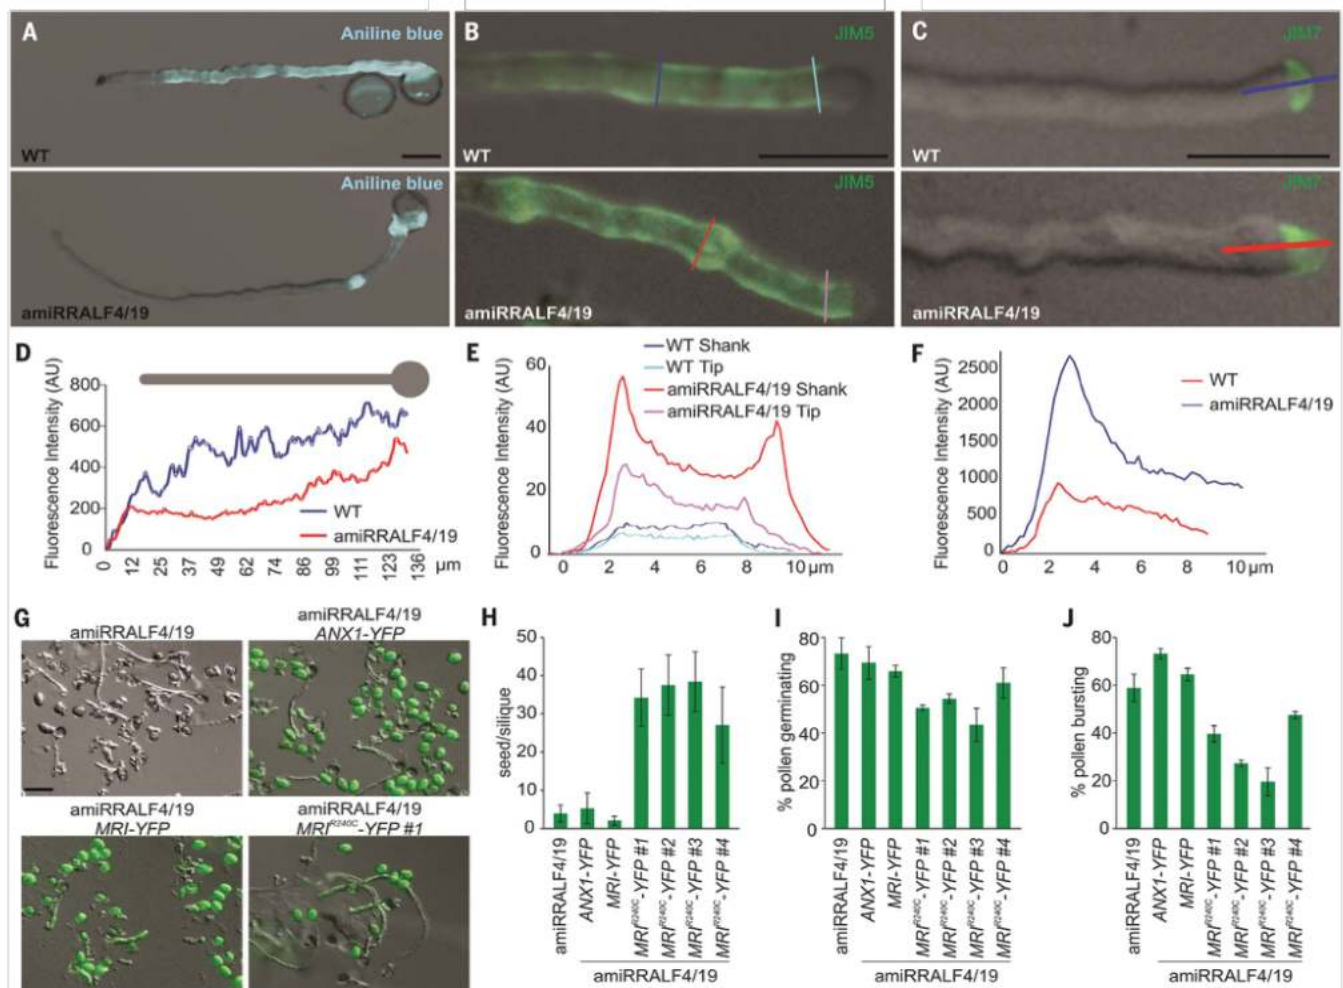 A
Aniline blue
WT
B
JIM5
WT
C
JIM7
WT
Aniline blue
amiRRALF4/19
JIM5
amiRRALF4/19
JIM7
amiRRALF4/19
D
Fluorescence Intensity (AU)
800
600
400
200
0
WT
amiRRALF4/19
0 12 25 37 49 62 74 86 99 111 123 136 μm
E
Fluorescence Intensity (AU)
60
40
20
0
WT Shank
WT Tip
amiRRALF4/19 Shank
amiRRALF4/19 Tip
0 2 4 6 8 10 μm
F
Fluorescence Intensity (AU)
2500
2000
1500
1000
500
0
WT
amiRRALF4/19
0 2 4 6 8 10 μm
G
amiRRALF4/19
amiRRALF4/19
ANX1-YFP
amiRRALF4/19
MRI-YFP
amiRRALF4/19
MRI^R240C-YFP #1
H
seed/silique
50
40
30
20
10
0
amiRRALF4/19
ANX1-YFP
MRI-YFP
MRI^R240C-YFP #1
MRI^R240C-YFP #2
MRI^R240C-YFP #3
MRI^R240C-YFP #4
amiRRALF4/19
I
% pollen germinating
80
60
40
20
0
amiRRALF4/19
ANX1-YFP
MRI-YFP
MRI^R240C-YFP #1
MRI^R240C-YFP #2
MRI^R240C-YFP #3
MRI^R240C-YFP #4
amiRRALF4/19
J
% pollen bursting
80
60
40
20
0
amiRRALF4/19
ANX1-YFP
MRI-YFP
MRI^R240C-YFP #1
MRI^R240C-YFP #2
MRI^R240C-YFP #3
MRI^R240C-YFP #4
amiRRALF4/19